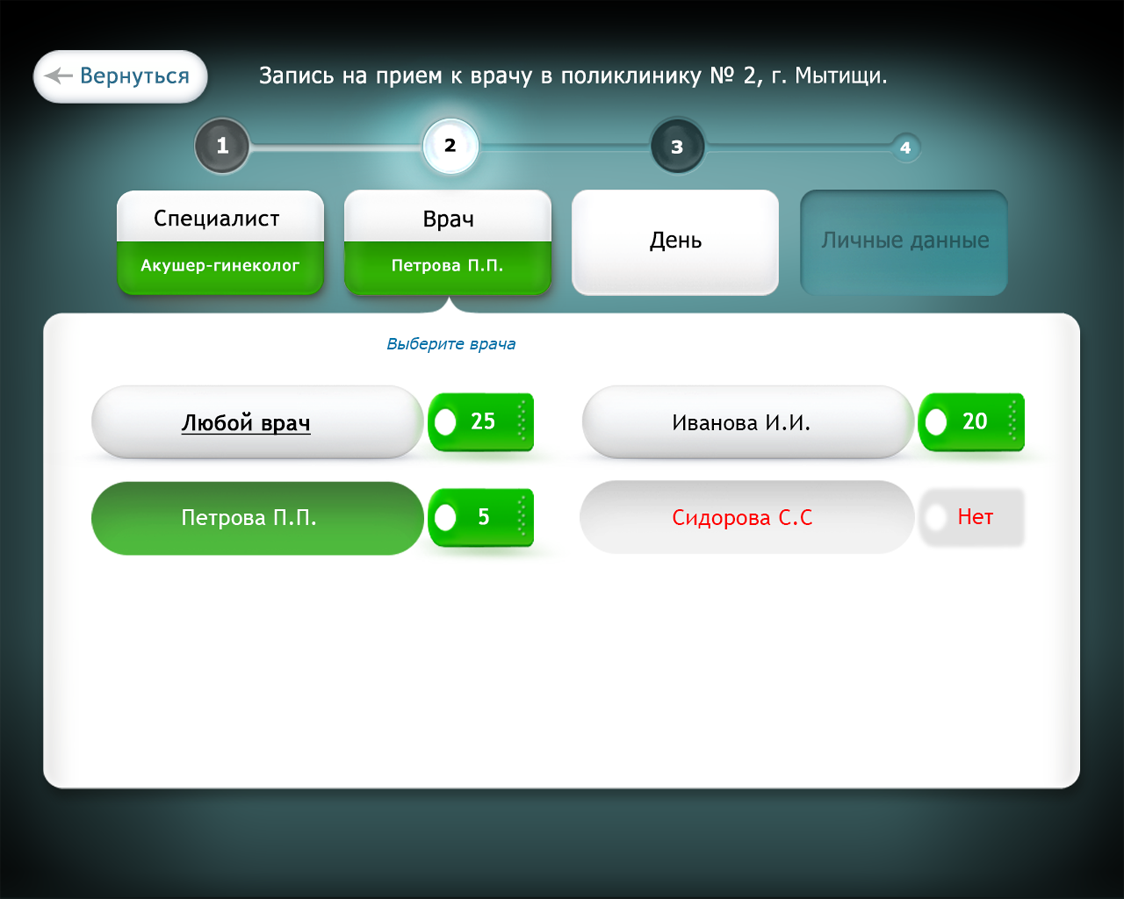 Вернуться
Запись на прием к врачу в поликлинику № 2, г. Мытищи.
1
2
3
4
Специалист
Акушер-гинеколог
Врач
Петрова П.П.
День
Личные данные
Выберите врача
Любой врач
25
Иванова И.И.
20
Петрова П.П.
5
Сидорова С.С
Нет